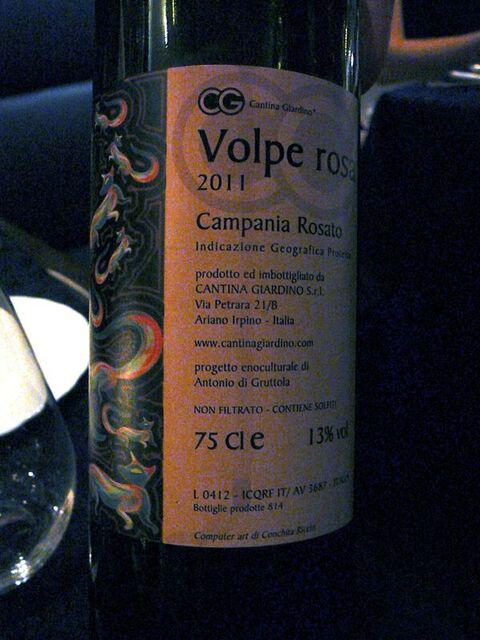 CG Cantina Giardino®
Volpe rosa
2011
Campania Rosato
Indicazione Geografica Protetta
prodotto ed imbottigliato da
CANTINA GIARDINO S.r.l.
Via Petrara 21/B
Ariano Irpino - Italia
www.cantinagiardino.com
progetto enoculturale di
Antonio di Gruttola
NON FILTRATO - CONTIENE SOLFITI
75 Cl e 13% vol
L 0412 - ICQRF IT/ AV 3687 - ITALIA
Bottiglie prodotte 814
Computer art di Conchita